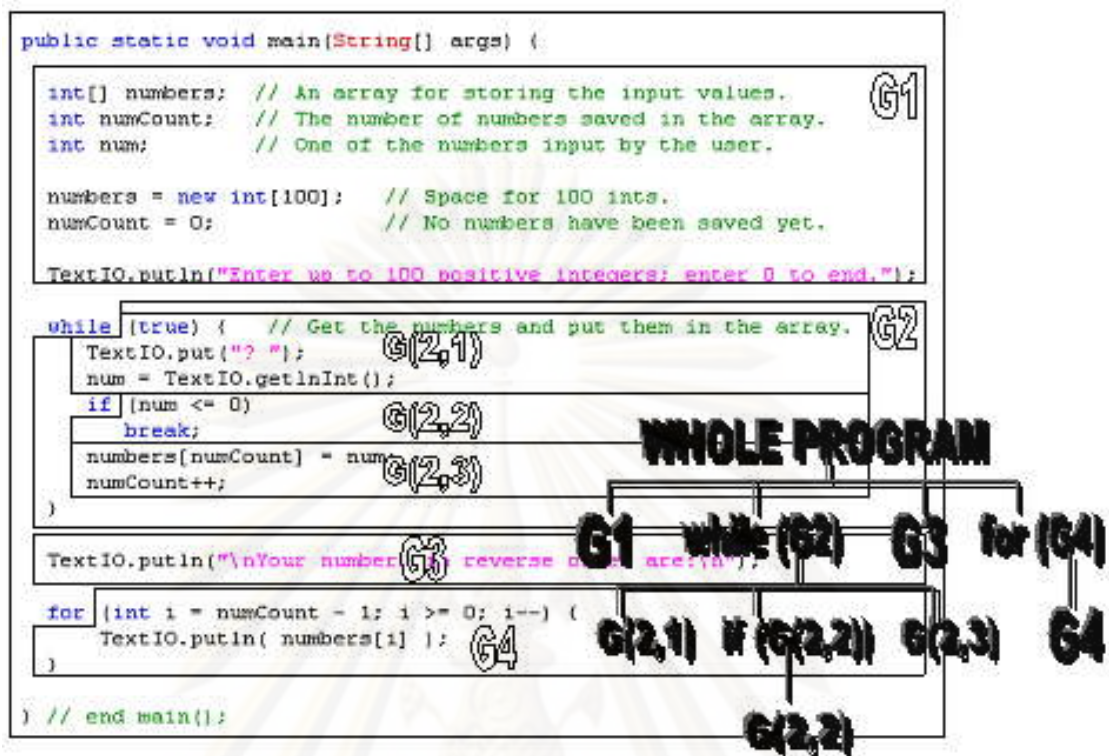 public static void main(String[] args) {
G1
int[] numbers; // An array for storing the input values.
int numCount; // The number of numbers saved in the array.
int num; // One of the numbers input by the user.
numbers = new int[100]; // Space for 100 ints.
numCount = 0; // No numbers have been saved yet.
TextIO.putln("Enter up to 100 positive integers; enter 0 to end.");
while (true) { // Get the numbers and put them in the array.
G2
TextIO.put("? ");
G(2,1)
num = TextIO.getlnInt();
if (num <= 0)
G(2,2)
break;
numbers[numCount] = num;
G(2,3)
numCount++;
}
TextIO.putln("\nYour numbers reverse are:\n");
G3
for (int i = numCount - 1; i >= 0; i--) {
TextIO.putln( numbers[i] );
G4
}
} // end main();
WHOLE PROGRAM
G1 while (G2) G3 for (G4)
G(2,1) if (G(2,2)) G(2,3) G4
G(2,2)